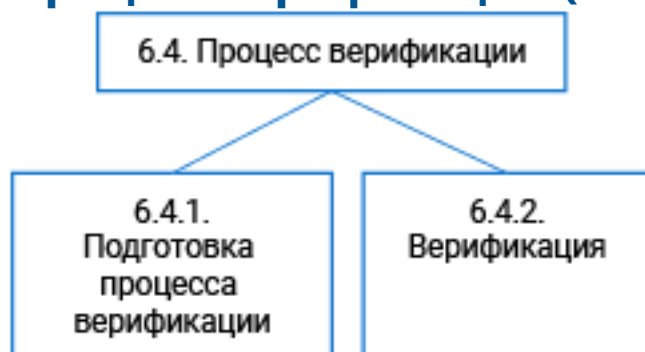 6.4. Процесс верификации
6.4.1.
Подготовка
процесса
верификации
6.4.2.
Верификация